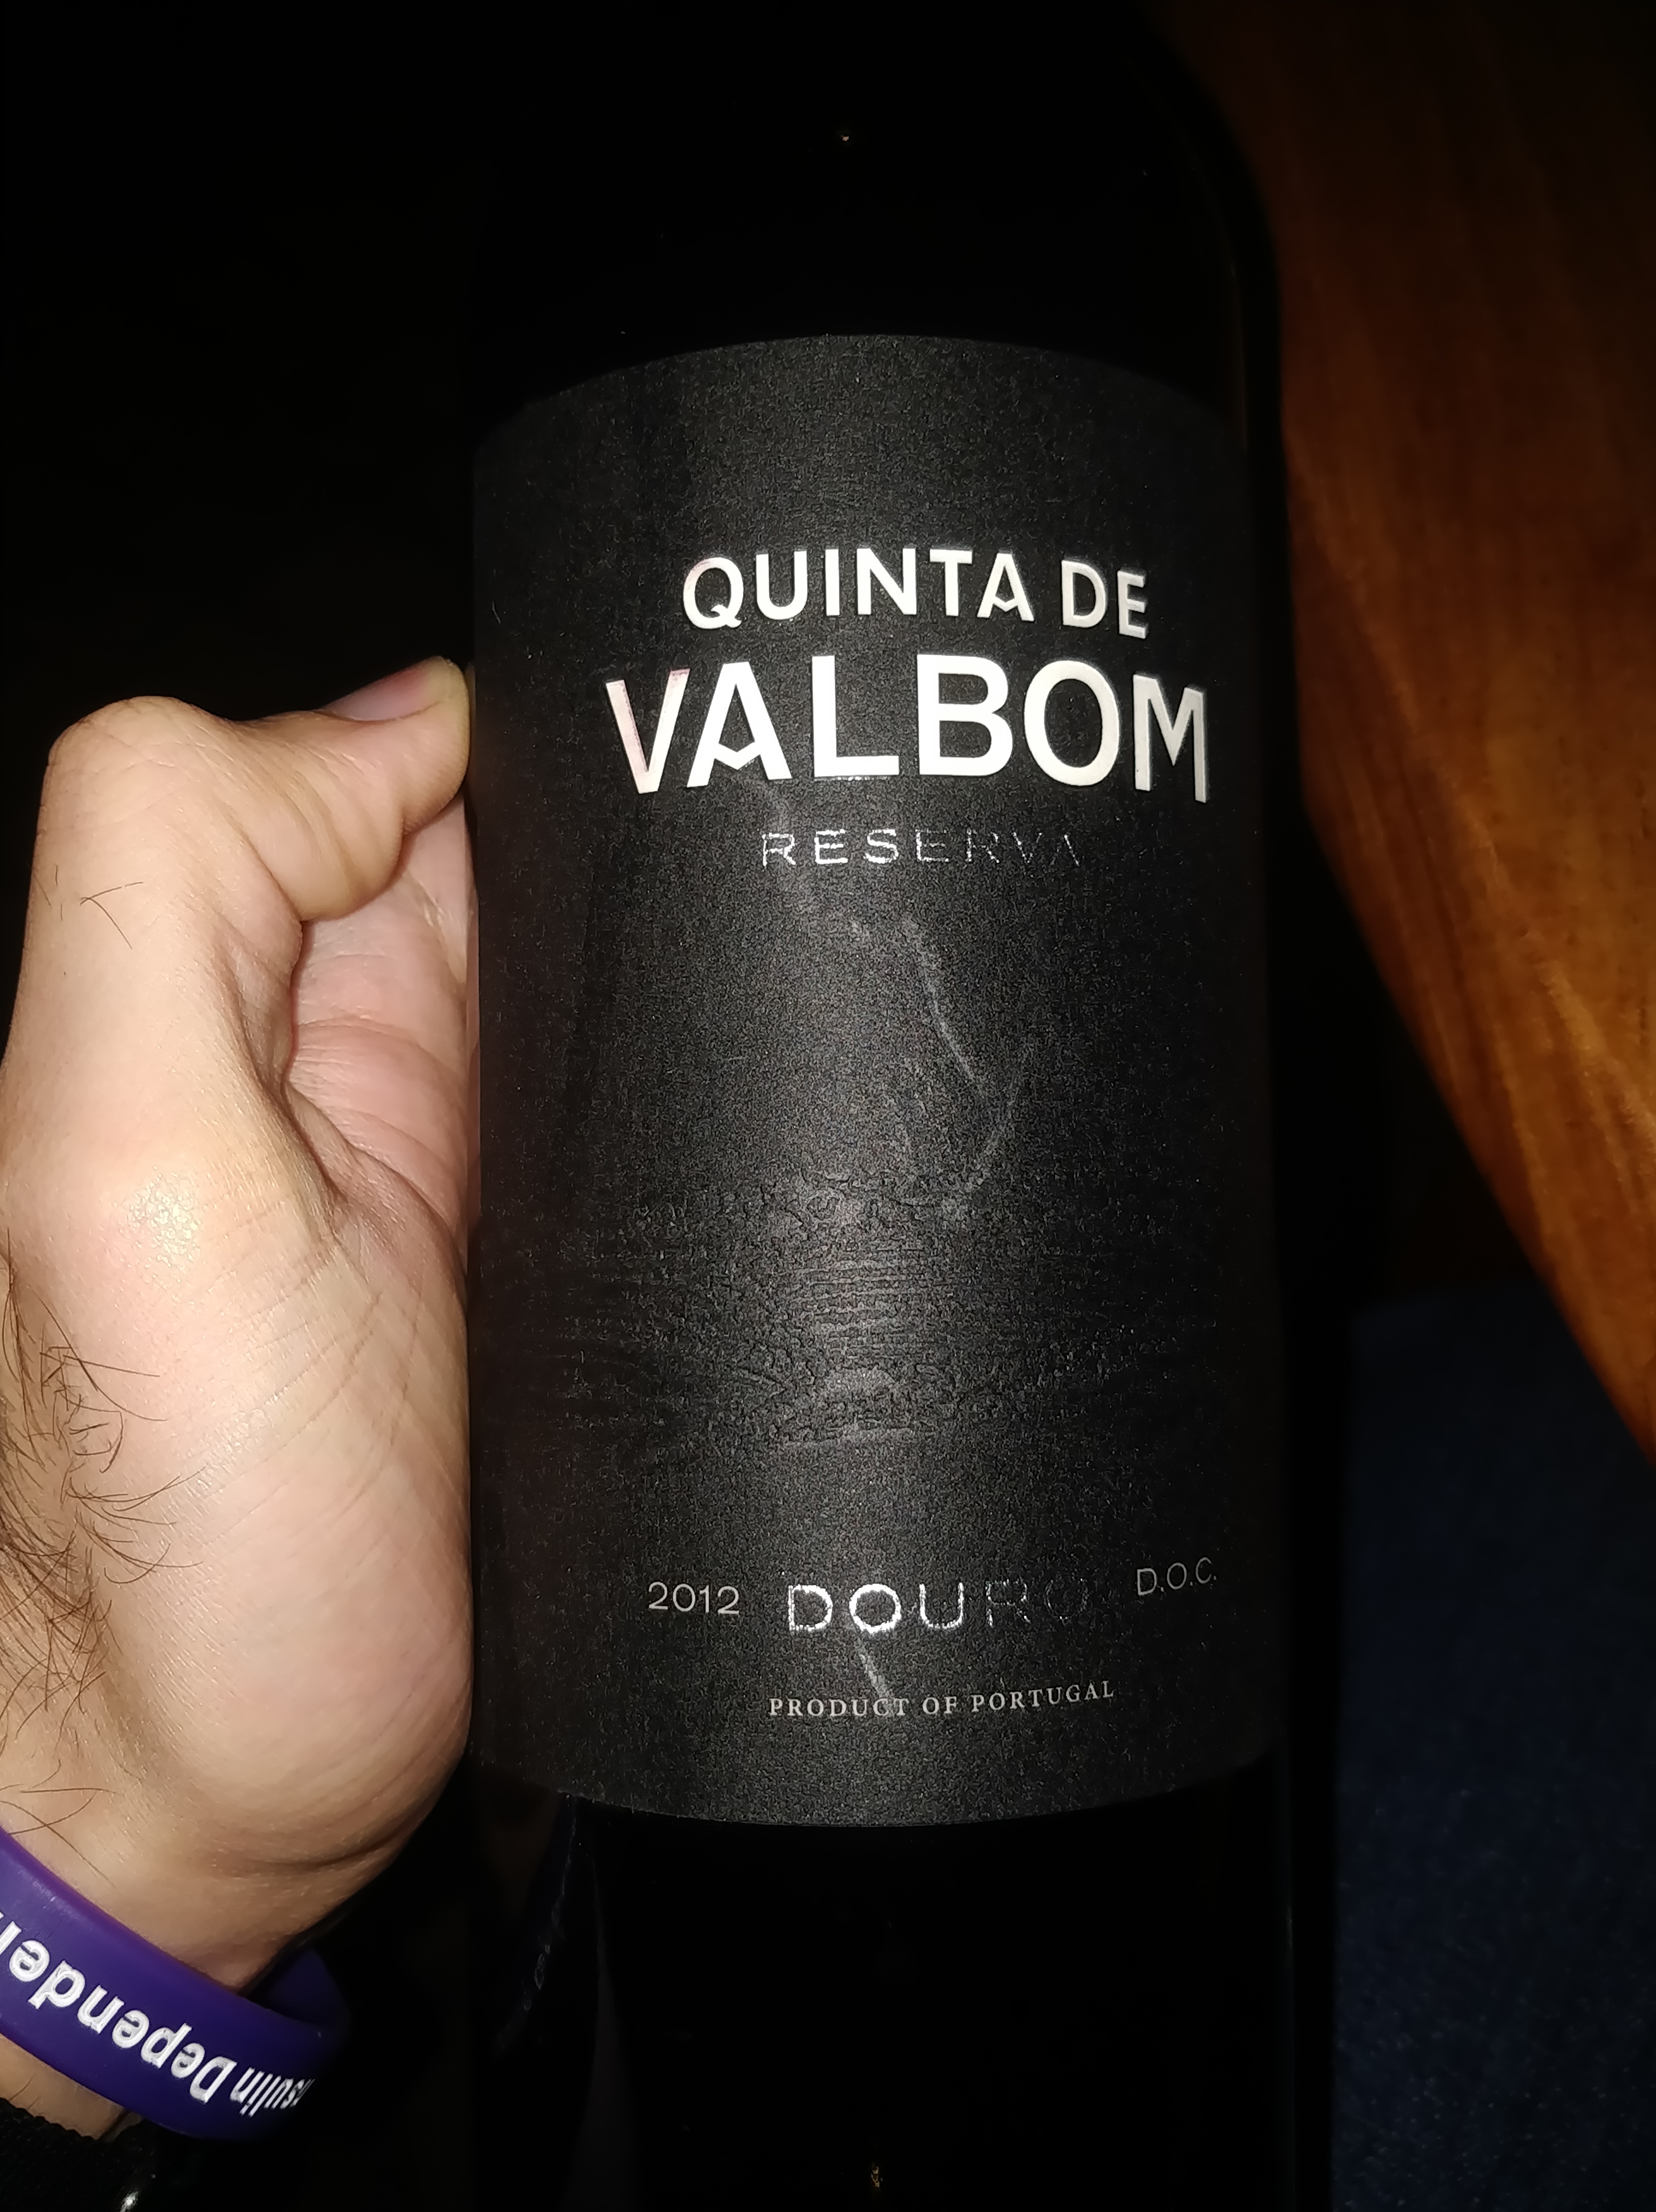 QUINTA DE
VALBOM
RESERVA
2012 DOURO D.O.C.
PRODUCT OF PORTUGAL